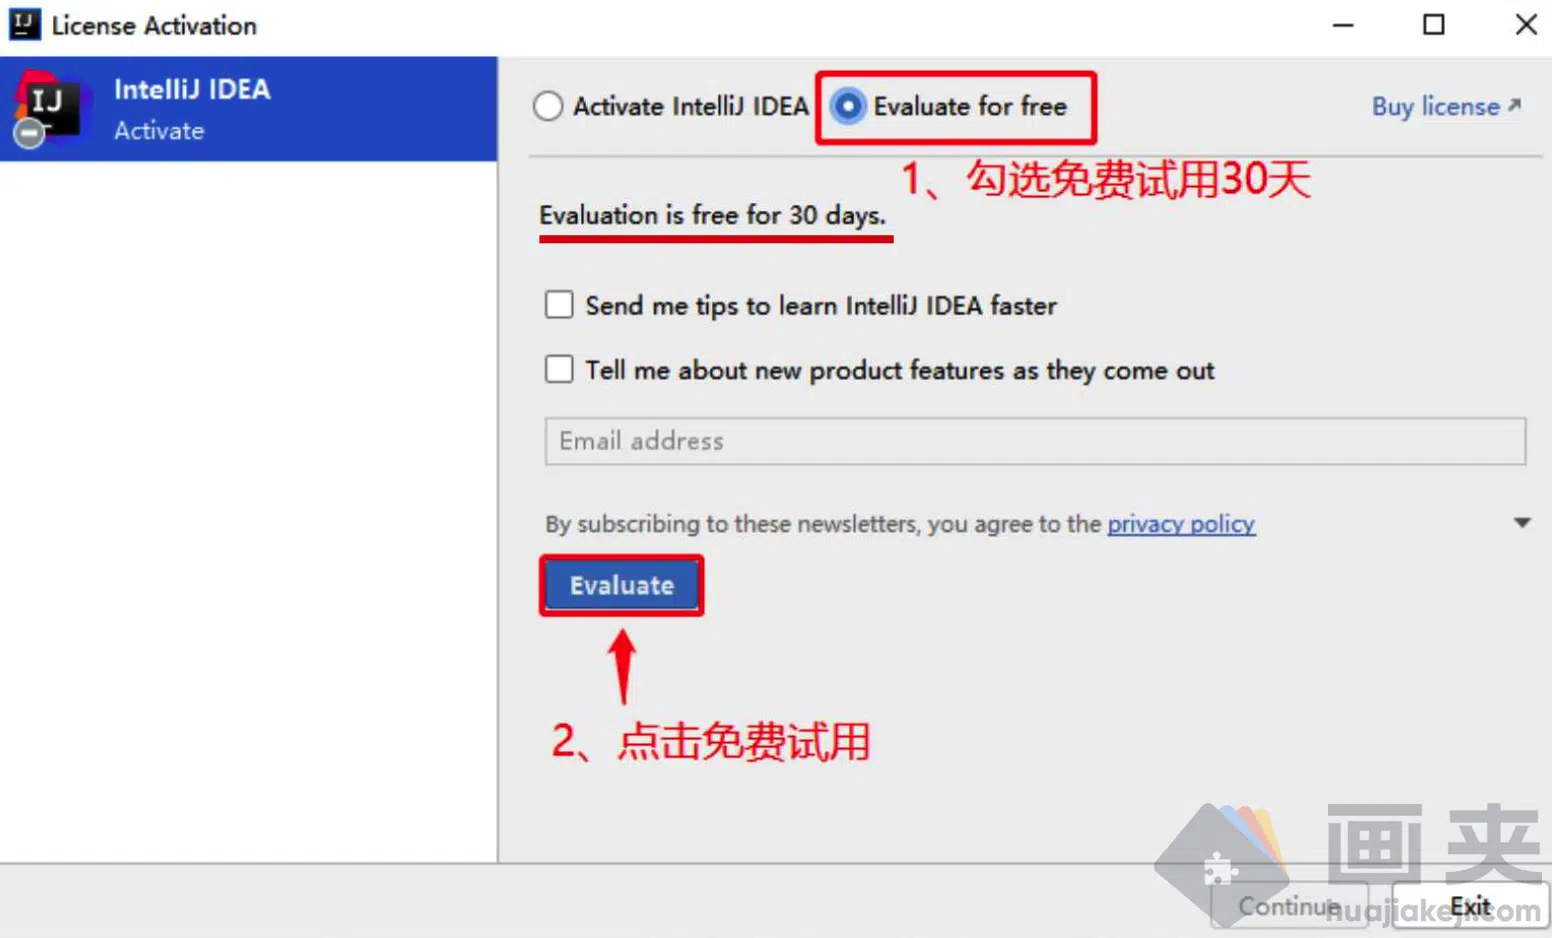 IJ License Activation
IJ
IntelliJ IDEA
Activate
Activate IntelliJ IDEA
Evaluate for free
Buy license
1、勾选免费试用30天
Evaluation is free for 30 days.
Send me tips to learn IntelliJ IDEA faster
Tell me about new product features as they come out
Email address
By subscribing to these newsletters, you agree to the privacy policy
Evaluate
2、点击免费试用
画夹
Continue
Exit
huajiakeji.com